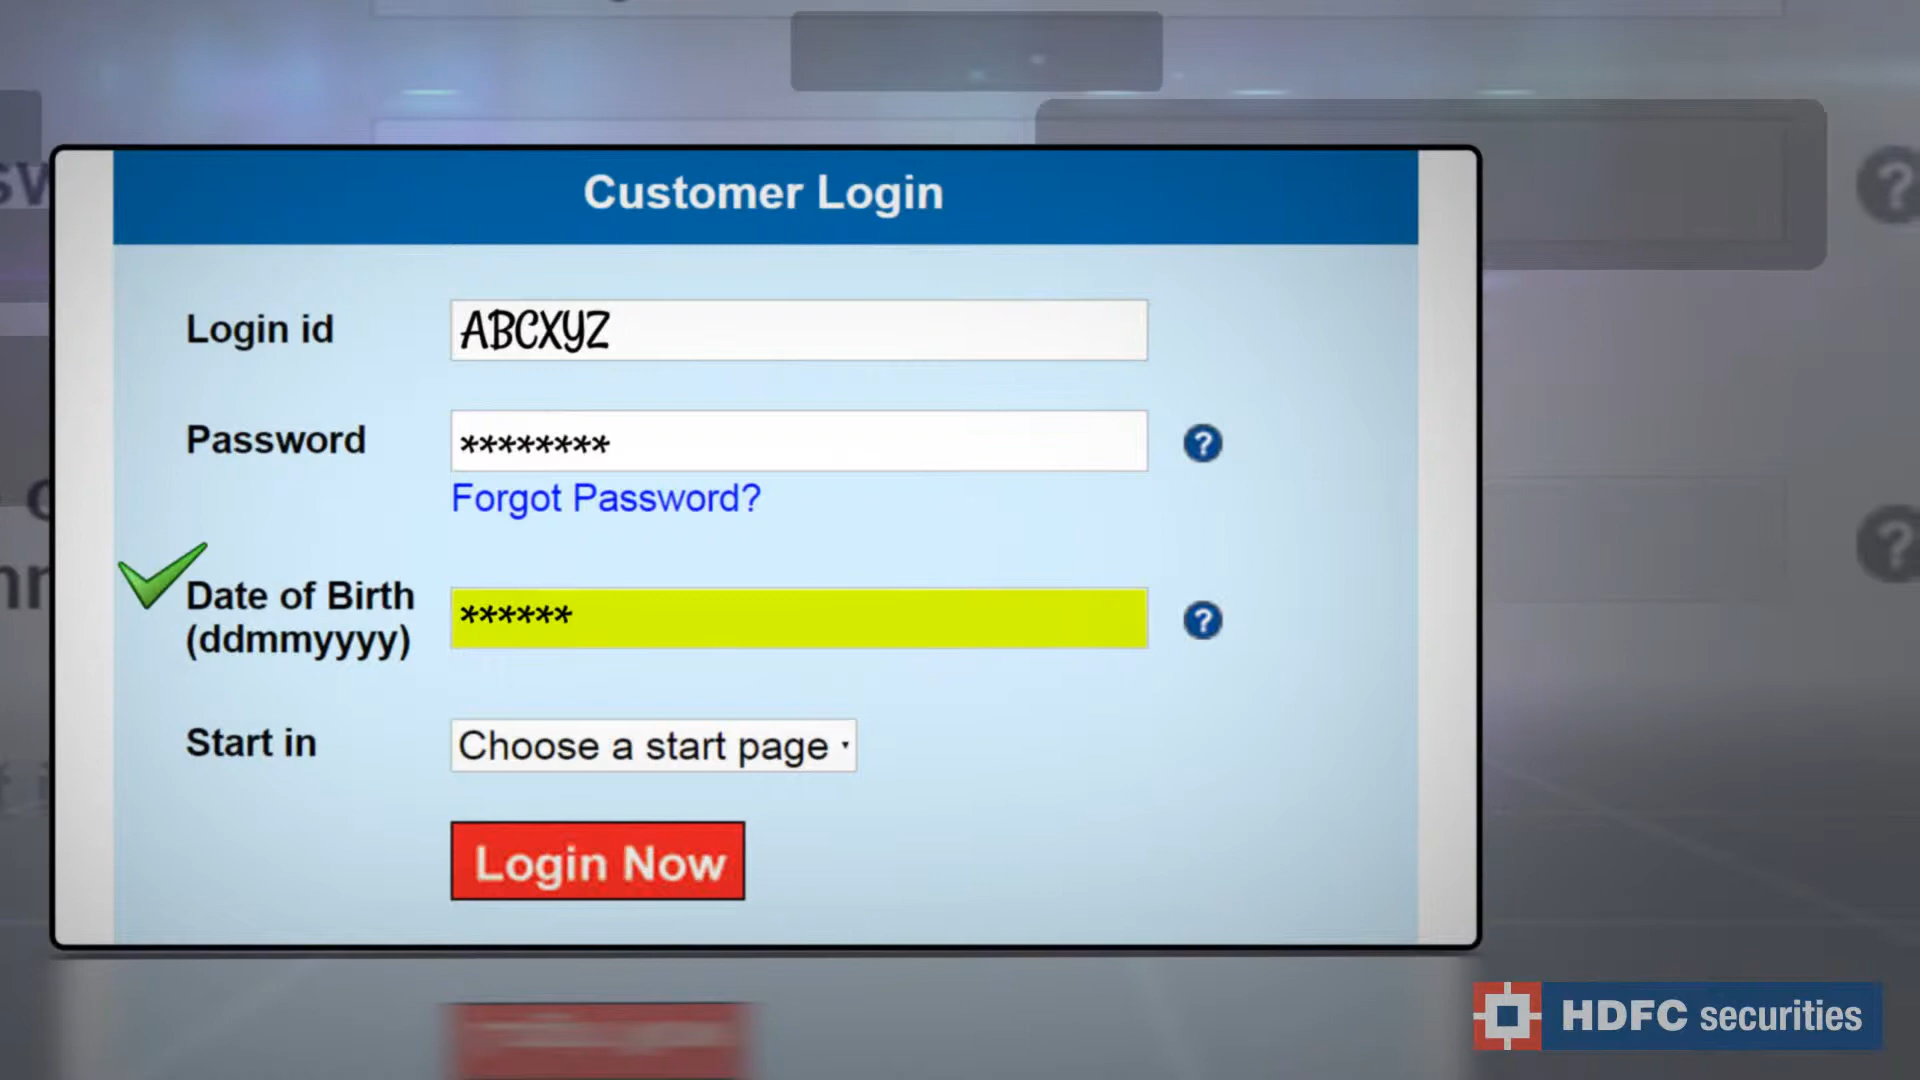 Customer Login
Login id
ABCXYZ
Password
********
?
Forgot Password?
Date of Birth
(ddmmyyyy)
******
?
Start in
Choose a start page
Login Now
HDFC securities
?
?